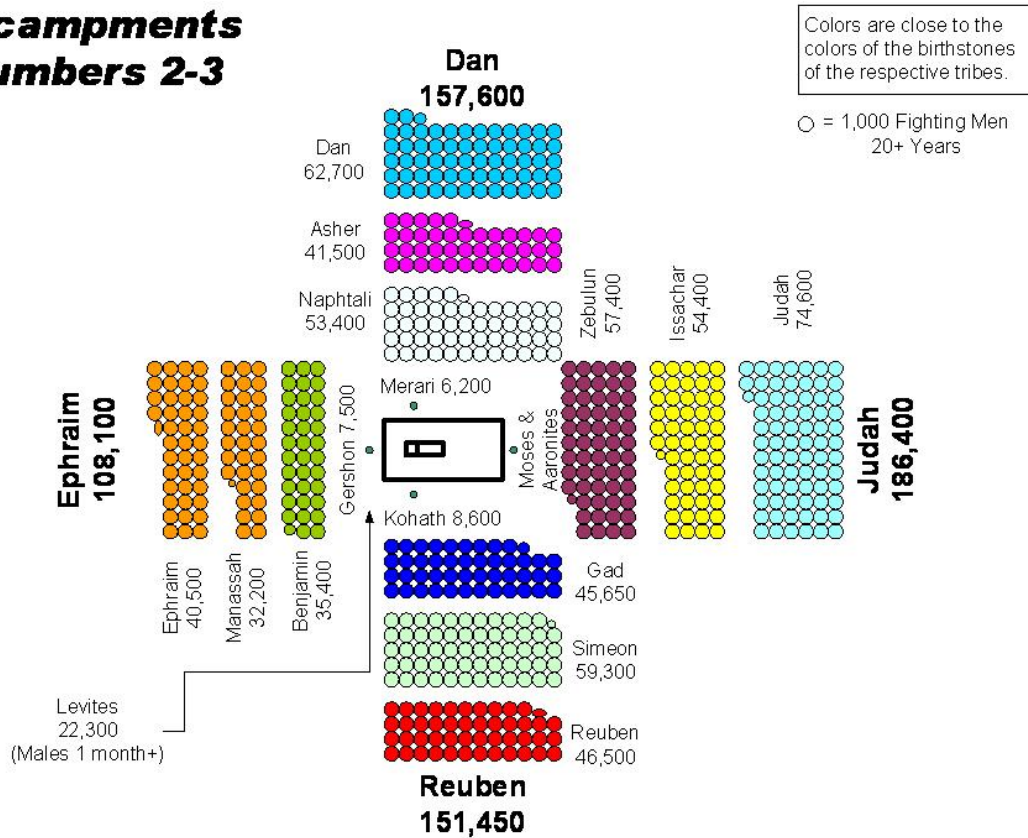 campments
umbers 2-3
Colors are close to the
colors of the birthstones
of the respective tribes.
= 1,000 Fighting Men
20+ Years
Dan
157,600
Dan
62,700
Asher
41,500
Naphtali
53,400
Zebulun
57,400
Issachar
54,400
Judah
74,600
Merari 6,200
Ephraim
108,100
Gershon 7,500
Moses &
Aaronites
Judah
186,400
Kohath 8,600
Ephraim
40,500
Manassah
32,200
Benjamin
35,400
Gad
45,650
Simeon
59,300
Levites
22,300
(Males 1 month+)
Reuben
46,500
Reuben
151,450